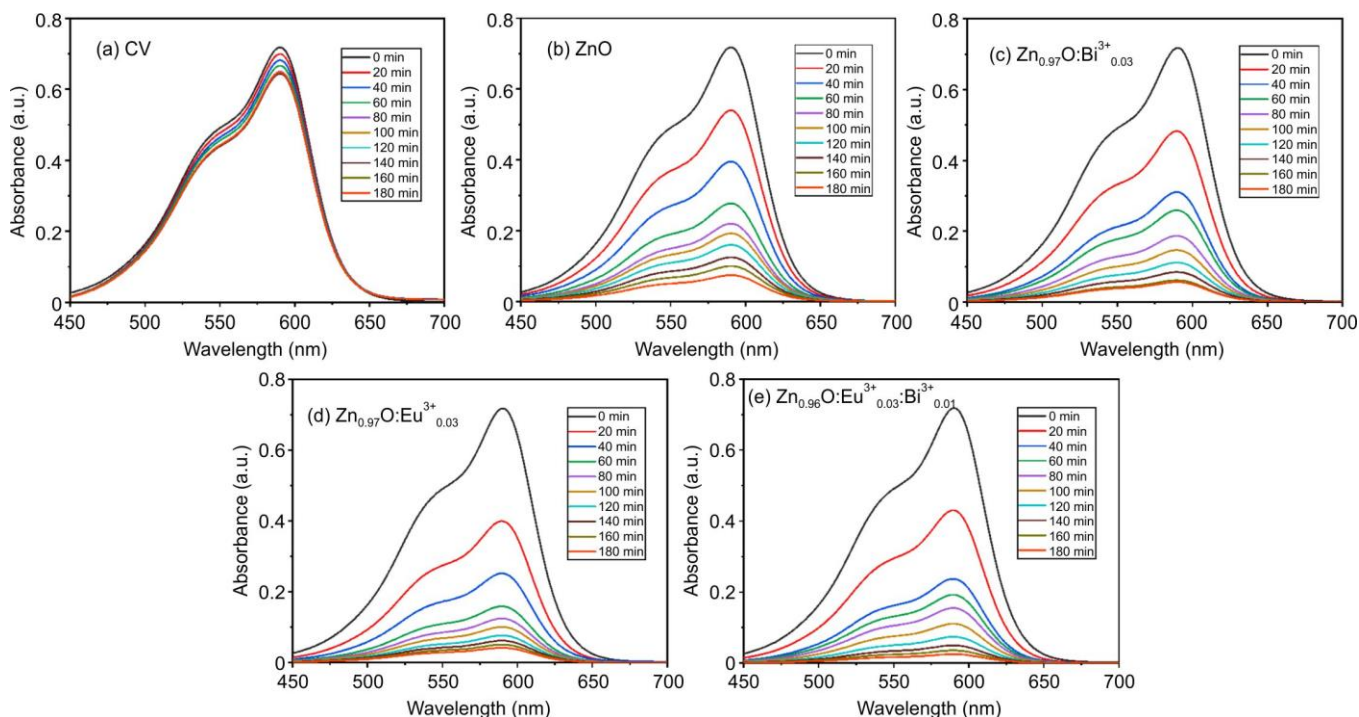 (a) CV
0 min
20 min
40 min
60 min
80 min
100 min
120 min
140 min
160 min
180 min
Absorbance (a.u.)
0.8
0.6
0.4
0.2
0
450 500 550 600 650 700
Wavelength (nm)
(b) ZnO
0 min
20 min
40 min
60 min
80 min
100 min
120 min
140 min
160 min
180 min
Absorbance (a.u.)
0.8
0.6
0.4
0.2
0
450 500 550 600 650 700
Wavelength (nm)
(c) Zn₀.₉₇O:Bi³⁺₀.₀₃
0 min
20 min
40 min
60 min
80 min
100 min
120 min
140 min
160 min
180 min
Absorbance (a.u.)
0.8
0.6
0.4
0.2
0
450 500 550 600 650 700
Wavelength (nm)
(d) Zn₀.₉₇O:Eu³⁺₀.₀₃
0 min
20 min
40 min
60 min
80 min
100 min
120 min
140 min
160 min
180 min
Absorbance (a.u.)
0.8
0.6
0.4
0.2
0
450 500 550 600 650 700
Wavelength (nm)
(e) Zn₀.₉₆O:Eu³⁺₀.₀₃:Bi³⁺₀.₀₁
0 min
20 min
40 min
60 min
80 min
100 min
120 min
140 min
160 min
180 min
Absorbance (a.u.)
0.8
0.6
0.4
0.2
0
450 500 550 600 650 700
Wavelength (nm)